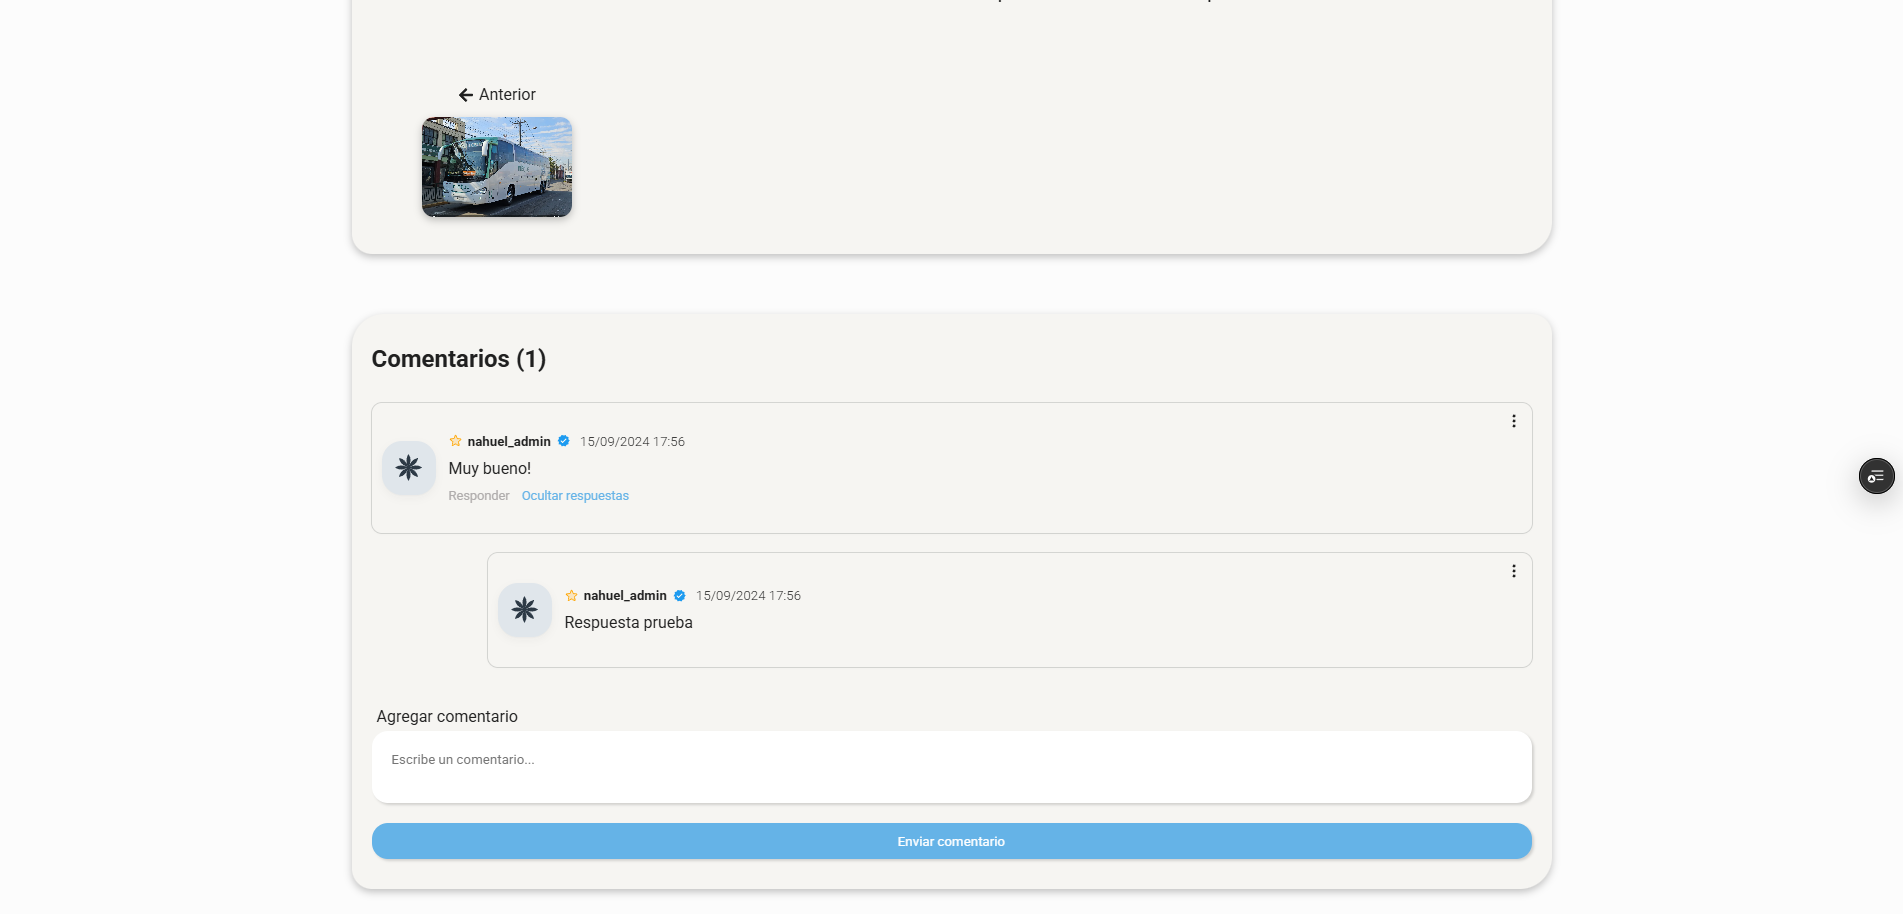 Anterior
Comentarios (1)
nahuel_admin 15/09/2024 17:56
Muy bueno!
Responder Ocultar respuestas
nahuel_admin 15/09/2024 17:56
Respuesta prueba
Agregar comentario
Escribe un comentario...
Enviar comentario